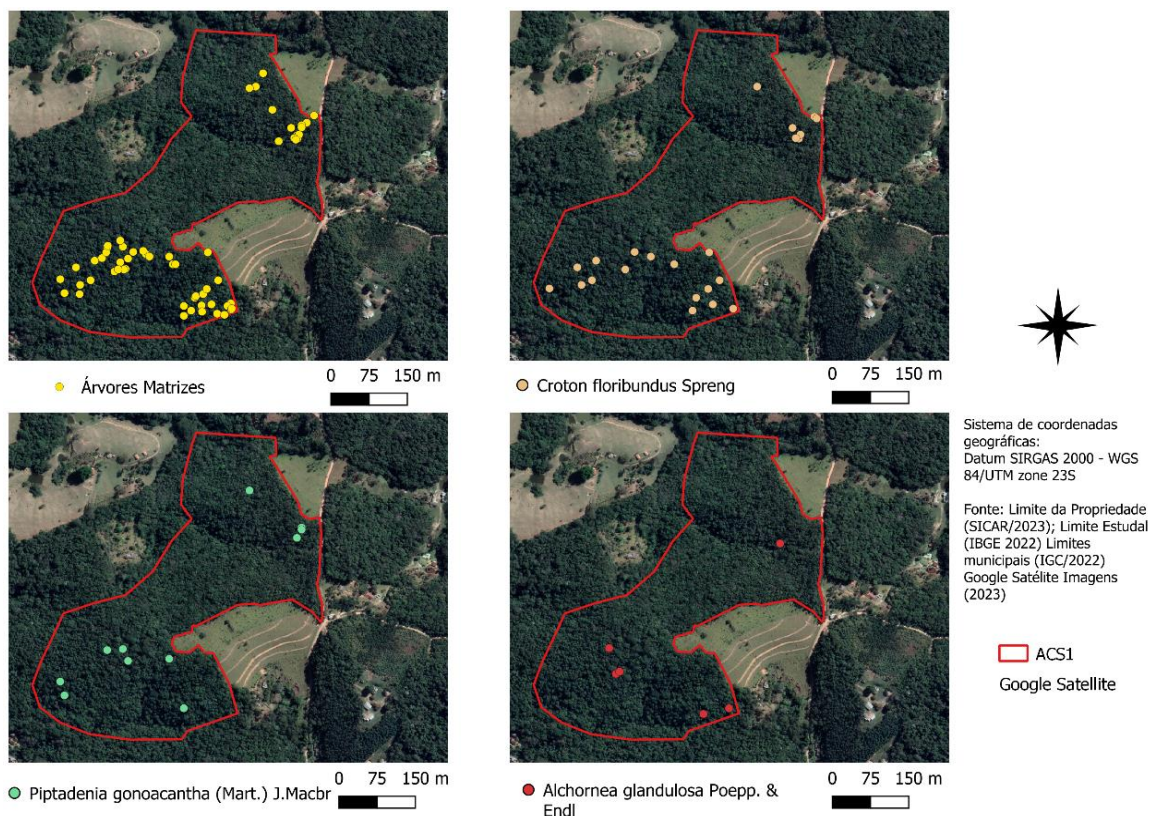 Árvores Matrizes
0 75 150 m
Croton floribundus Spreng
0 75 150 m
Sistema de coordenadas
geográficas:
Datum SIRGAS 2000 - WGS
84/UTM zone 23S
Fonte: Limite da Propriedade
(SICAR/2023); Limite Estudal
(IBGE 2022) Limites
municipais (IGC/2022)
Google Satélite Imagens
(2023)
ACS1
Google Satellite
Piptadenia gonoacantha (Mart.) J.Macbr
0 75 150 m
Alchornea glandulosa Poepp. &
Endl
0 75 150 m